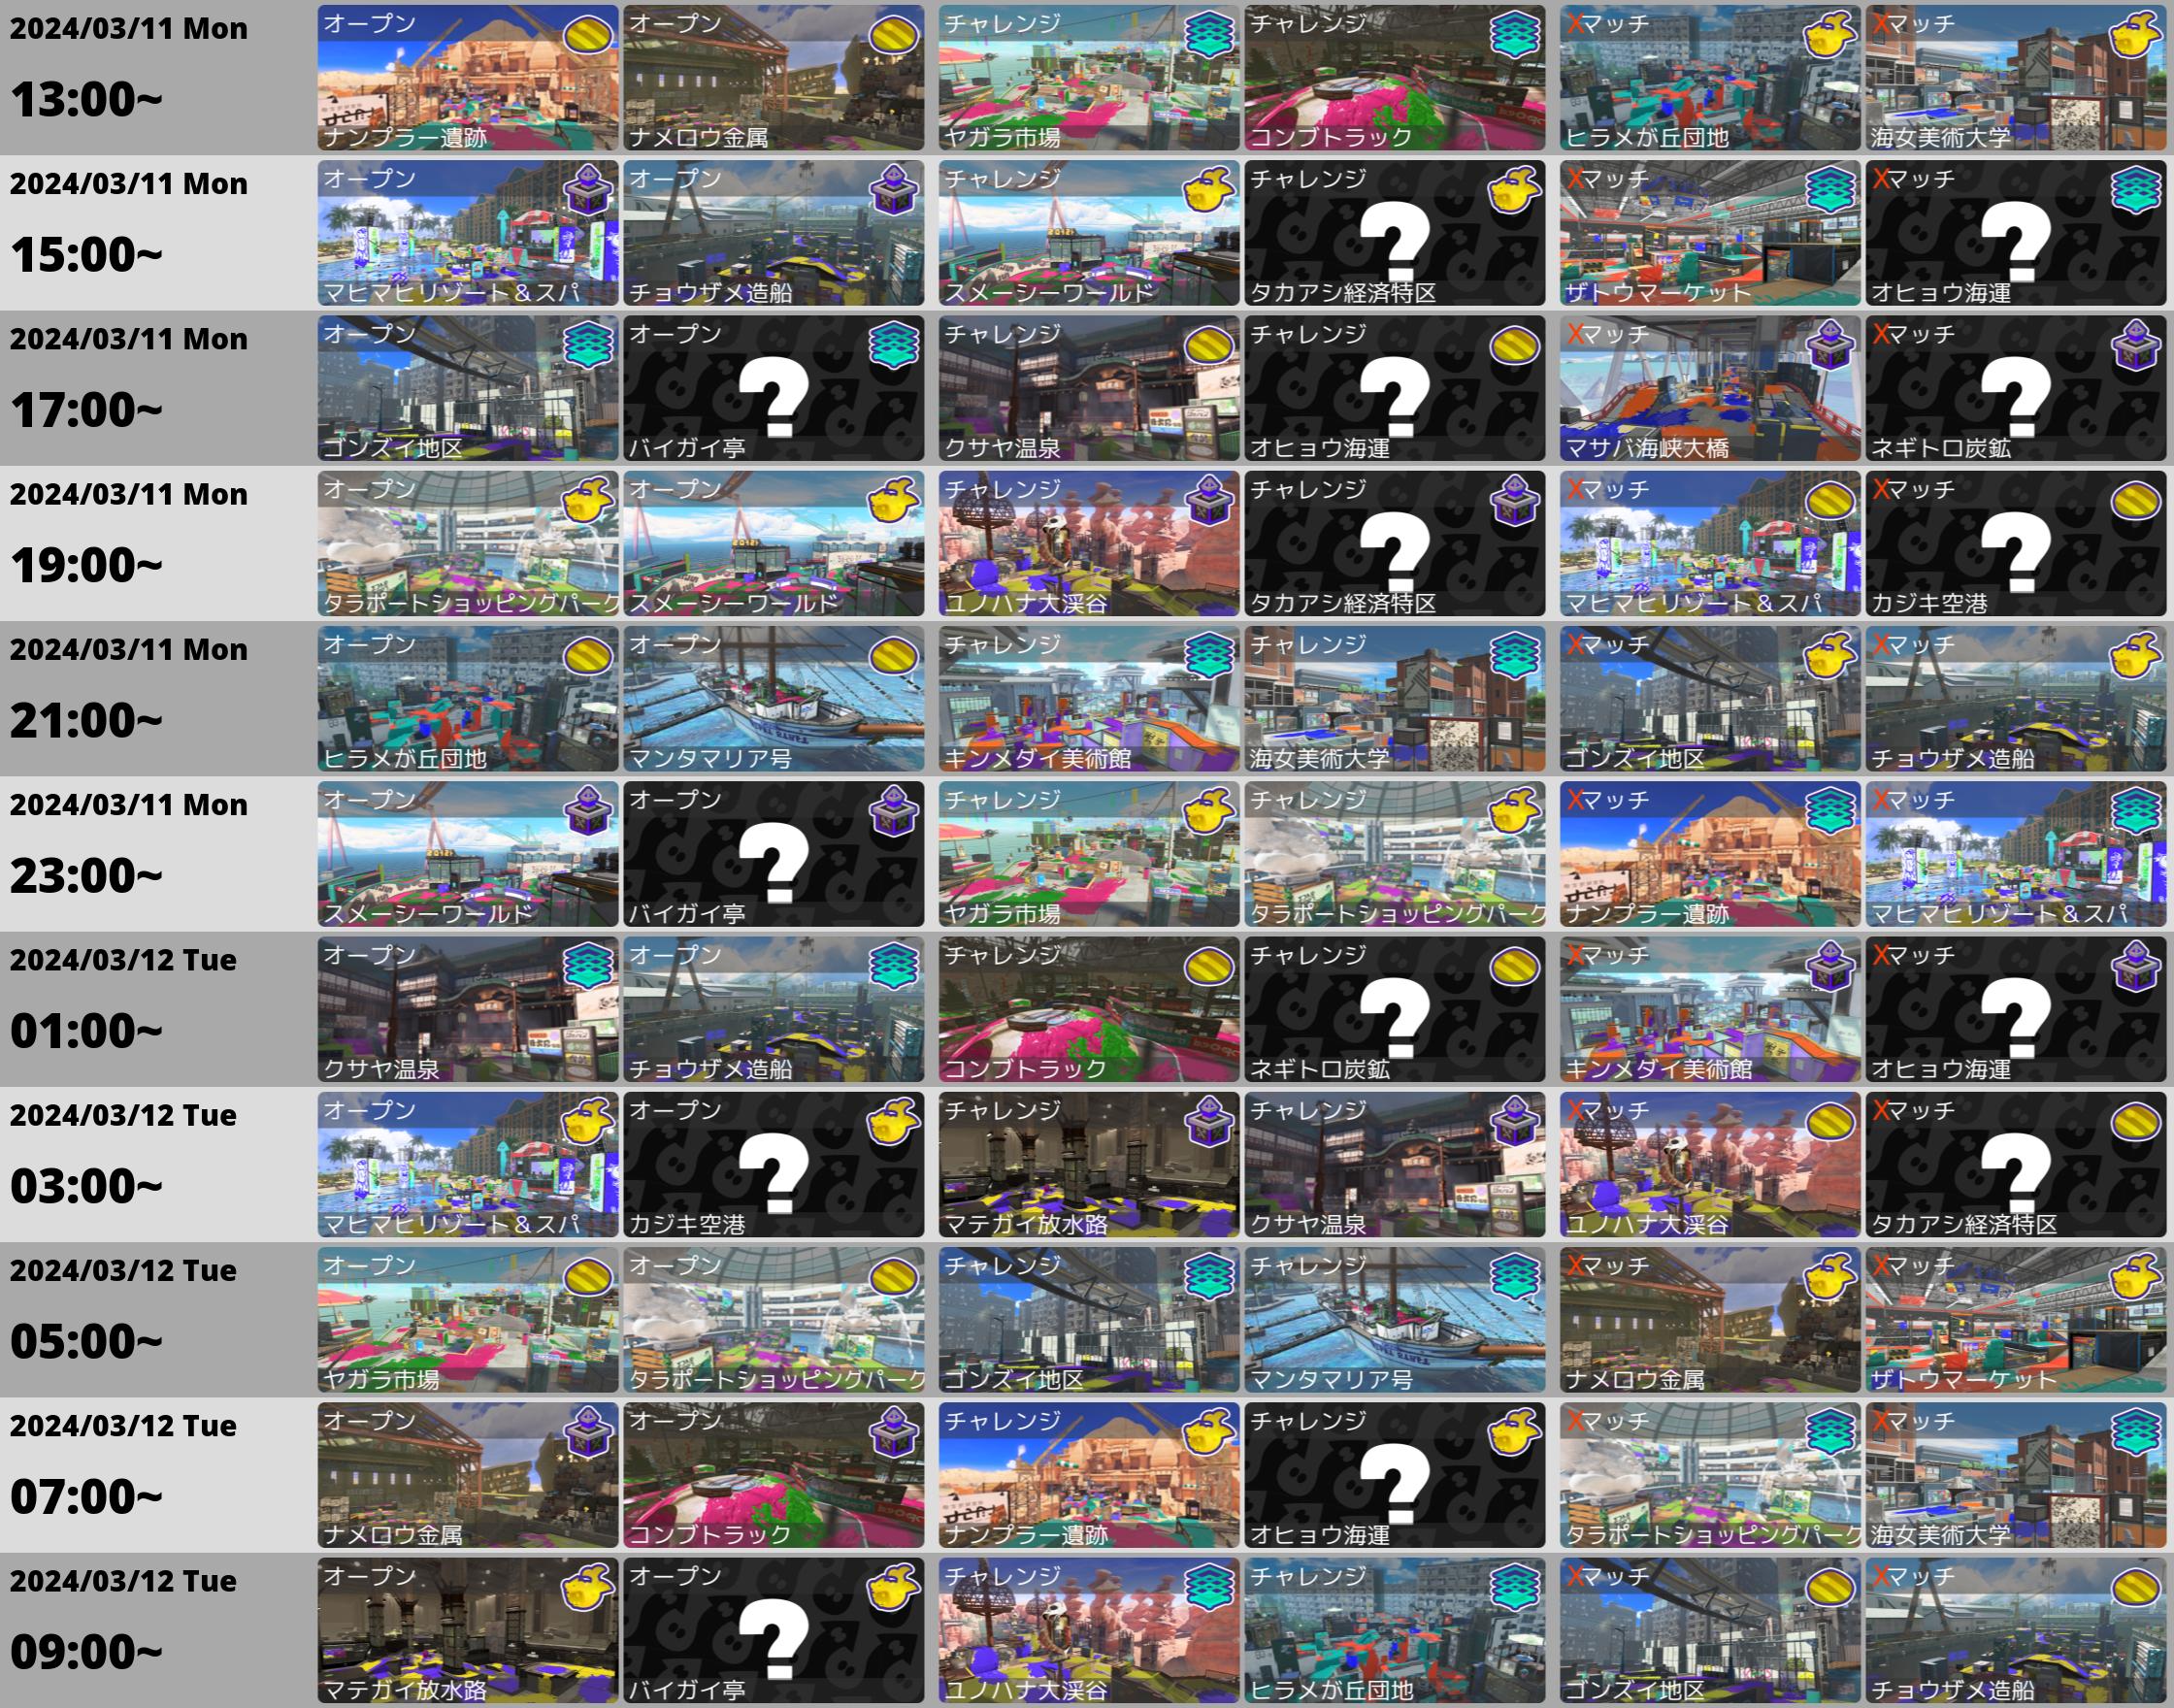 2024/03/11 Mon
13:00~
オープン
ナンプラー遺跡
オープン
ナメロウ金属
チャレンジ
ヤガラ市場
チャレンジ
コンブトラック
Xマッチ
ヒラメが丘団地
Xマッチ
海女美術大学
2024/03/11 Mon
15:00~
オープン
マヒマヒリゾート＆スパ
オープン
チョウザメ造船
チャレンジ
スメーシーワールド
チャレンジ
?
タカアシ経済特区
Xマッチ
ザトウマーケット
Xマッチ
?
オヒョウ海運
2024/03/11 Mon
17:00~
オープン
ゴンズイ地区
オープン
?
バイガイ亭
チャレンジ
クサヤ温泉
チャレンジ
?
オヒョウ海運
Xマッチ
マサバ海峡大橋
Xマッチ
?
ネギトロ炭鉱
2024/03/11 Mon
19:00~
オープン
タラポートショッピングパーク
オープン
スメーシーワールド
チャレンジ
ユノハナ大渓谷
チャレンジ
?
タカアシ経済特区
Xマッチ
マヒマヒリゾート＆スパ
Xマッチ
?
カジキ空港
2024/03/11 Mon
21:00~
オープン
ヒラメが丘団地
オープン
マンタマリア号
チャレンジ
キンメダイ美術館
チャレンジ
海女美術大学
Xマッチ
ゴンズイ地区
Xマッチ
チョウザメ造船
2024/03/11 Mon
23:00~
オープン
スメーシーワールド
オープン
?
バイガイ亭
チャレンジ
ヤガラ市場
チャレンジ
タラポートショッピングパーク
Xマッチ
ナンプラー遺跡
Xマッチ
マヒマヒリゾート＆スパ
2024/03/12 Tue
01:00~
オープン
クサヤ温泉
オープン
チョウザメ造船
チャレンジ
コンブトラック
チャレンジ
?
ネギトロ炭鉱
Xマッチ
キンメダイ美術館
Xマッチ
?
オヒョウ海運
2024/03/12 Tue
03:00~
オープン
マヒマヒリゾート＆スパ
オープン
?
カジキ空港
チャレンジ
マテガイ放水路
チャレンジ
クサヤ温泉
Xマッチ
ユノハナ大渓谷
Xマッチ
?
タカアシ経済特区
2024/03/12 Tue
05:00~
オープン
ヤガラ市場
オープン
タラポートショッピングパーク
チャレンジ
ゴンズイ地区
チャレンジ
マンタマリア号
Xマッチ
ナメロウ金属
Xマッチ
ザトウマーケット
2024/03/12 Tue
07:00~
オープン
ナメロウ金属
オープン
コンブトラック
チャレンジ
ナンプラー遺跡
チャレンジ
?
オヒョウ海運
Xマッチ
タラポートショッピングパーク
Xマッチ
海女美術大学
2024/03/12 Tue
09:00~
オープン
マテガイ放水路
オープン
?
バイガイ亭
チャレンジ
ユノハナ大渓谷
チャレンジ
ヒラメが丘団地
Xマッチ
ゴンズイ地区
Xマッチ
チョウザメ造船